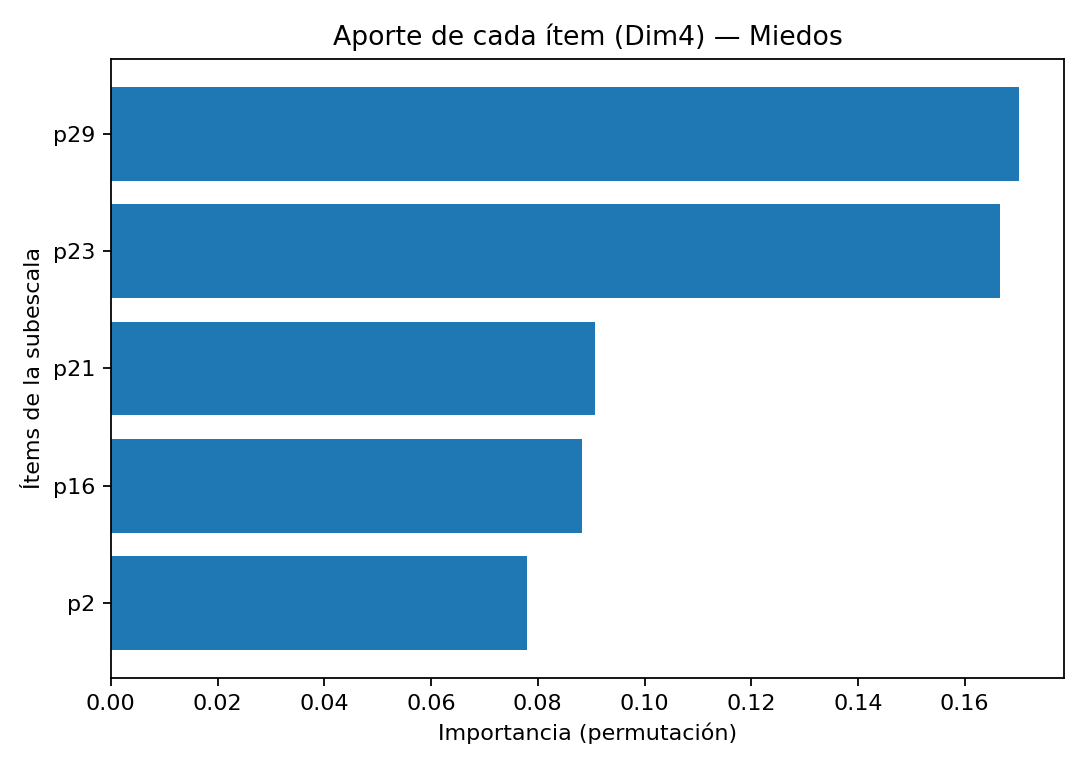 Aporte de cada ítem (Dim4) — Miedos
Ítems de la subescala
p29
p23
p21
p16
p2
0.00 0.02 0.04 0.06 0.08 0.10 0.12 0.14 0.16
Importancia (permutación)